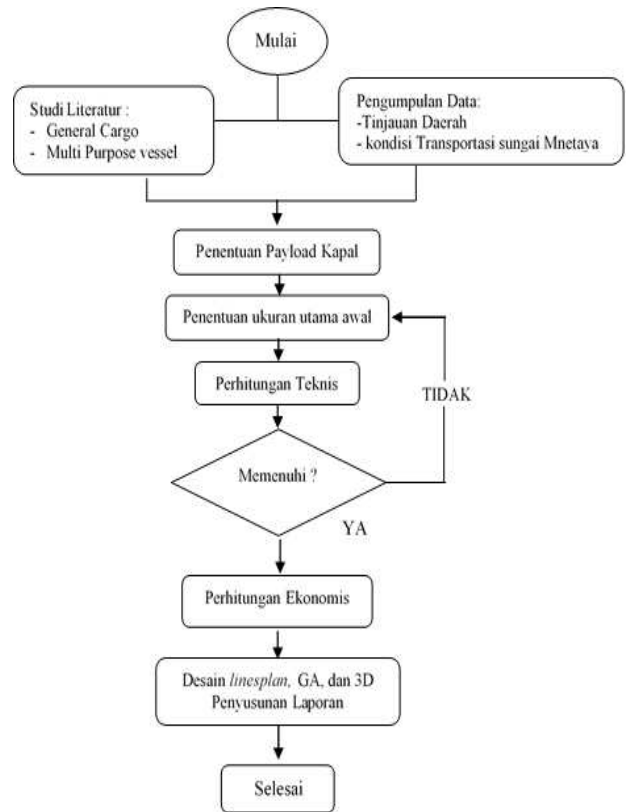 Mulai
Studi Literatur :
- General Cargo
- Multi Purpose vessel
Pengumpulan Data:
-Tinjauan Daerah
- kondisi Transportasi sungai Mnetaya
Penentuan Payload Kapal
Penentuan ukuran utama awal
Perhitungan Teknis
TIDAK
Memenuhi ?
YA
Perhitungan Ekonomis
Desain linesplan, GA, dan 3D
Penyusunan Laporan
Selesai